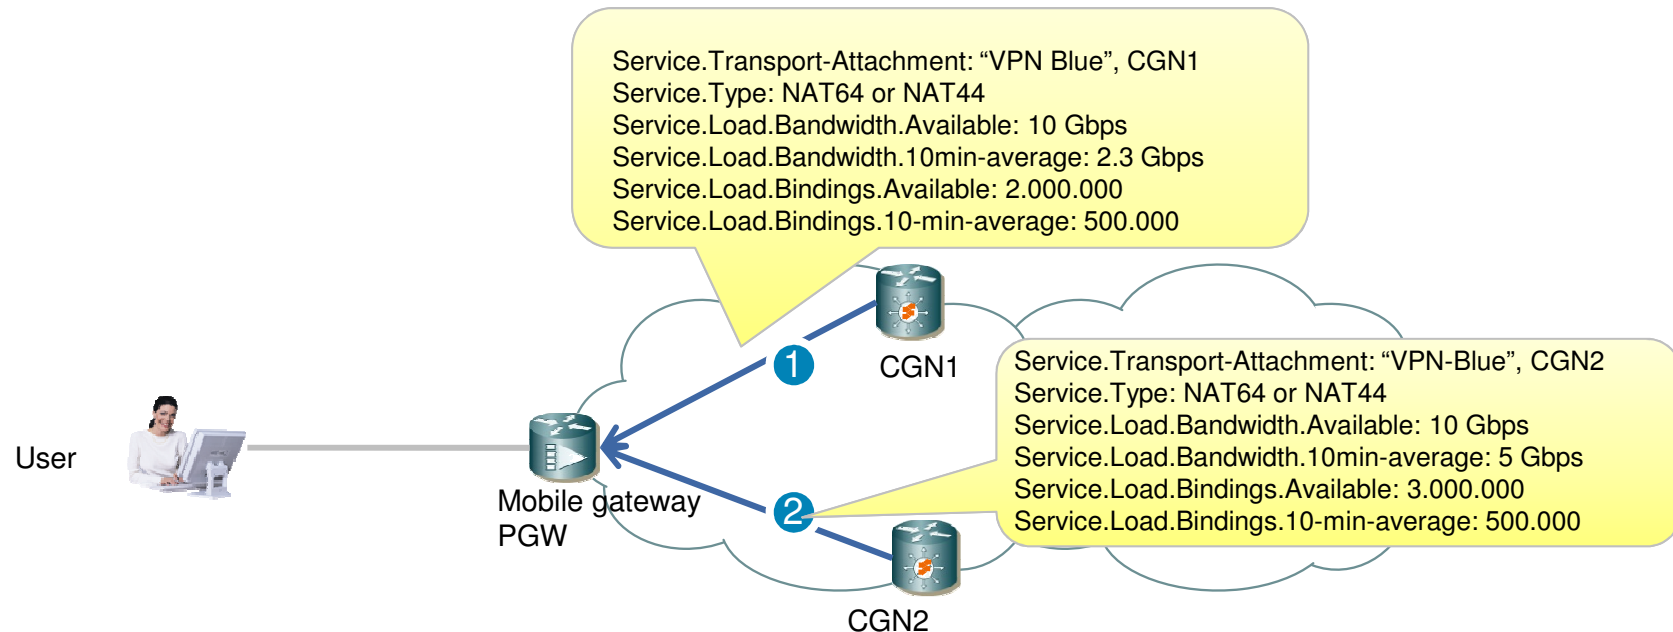 Service.Transport-Attachment: “VPN Blue”, CGN1
Service.Type: NAT64 or NAT44
Service.Load.Bandwidth.Available: 10 Gbps
Service.Load.Bandwidth.10min-average: 2.3 Gbps
Service.Load.Bindings.Available: 2.000.000
Service.Load.Bindings.10-min-average: 500.000
1
CGN1
Service.Transport-Attachment: “VPN-Blue”, CGN2
Service.Type: NAT64 or NAT44
Service.Load.Bandwidth.Available: 10 Gbps
Service.Load.Bandwidth.10min-average: 5 Gbps
Service.Load.Bindings.Available: 3.000.000
Service.Load.Bindings.10-min-average: 500.000
User
Mobile gateway
PGW
2
CGN2